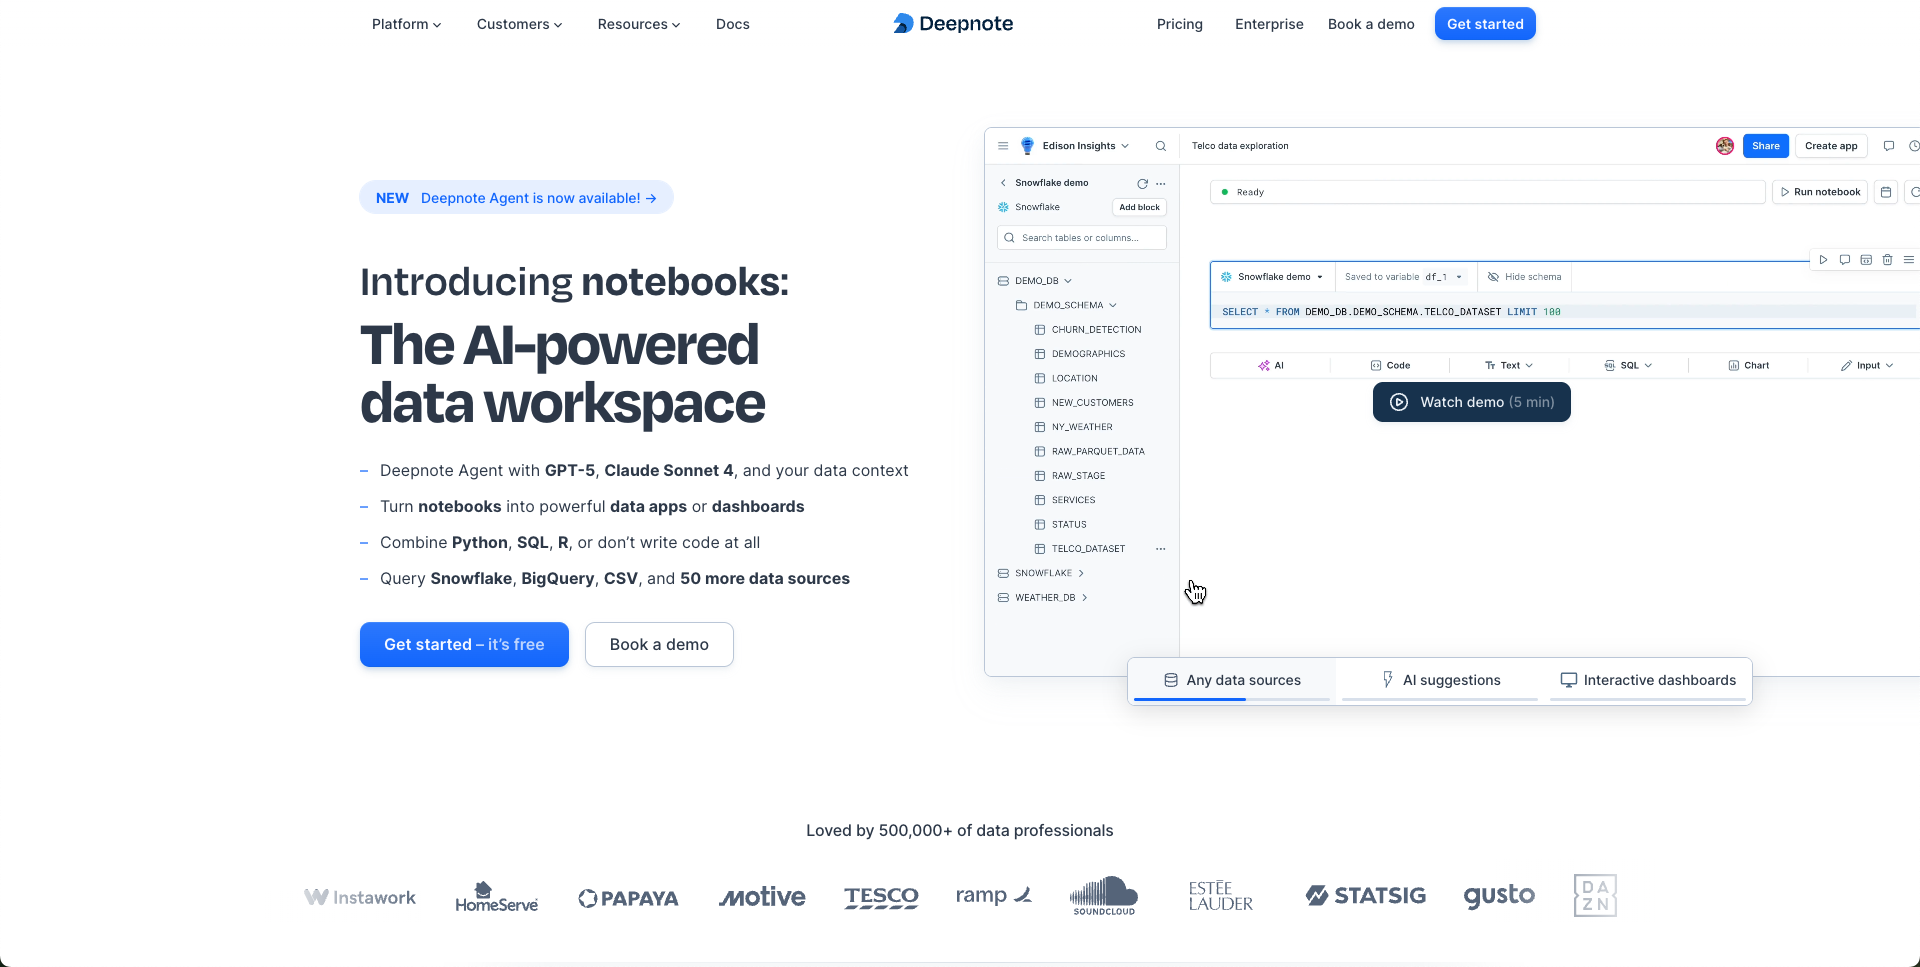 Platform
Customers
Resources
Docs
Deepnote
Pricing
Enterprise
Book a demo
Get started
NEW Deepnote Agent is now available! →
Introducing notebooks:
The AI-powered
data workspace
– Deepnote Agent with GPT-5, Claude Sonnet 4, and your data context
– Turn notebooks into powerful data apps or dashboards
– Combine Python, SQL, R, or don’t write code at all
– Query Snowflake, BigQuery, CSV, and 50 more data sources
Get started – it’s free
Book a demo
Edison Insights
Telco data exploration
Share
Create app
Snowflake demo
Snowflake
Add block
Search tables or columns...
DEMO_DB
DEMO_SCHEMA
CHURN_DETECTION
DEMOGRAPHICS
LOCATION
NEW_CUSTOMERS
NY_WEATHER
RAW_PARQUET_DATA
RAW_STAGE
SERVICES
STATUS
TELCO_DATASET
SNOWFLAKE
WEATHER_DB
Ready
Run notebook
Snowflake demo
Saved to variable df_1
Hide schema
SELECT * FROM DEMO_DB.DEMO_SCHEMA.TELCO_DATASET LIMIT 100
AI
Code
Tт Text
SQL
Chart
Input
Watch demo (5 min)
Any data sources
AI suggestions
Interactive dashboards
Loved by 500,000+ of data professionals
Instawork
HomeServe
PAPAYA
motive
TESCO
ramp
SOUNDCLOUD
ESTĒE
LAUDER
STATSIG
gusto
DA
ZN